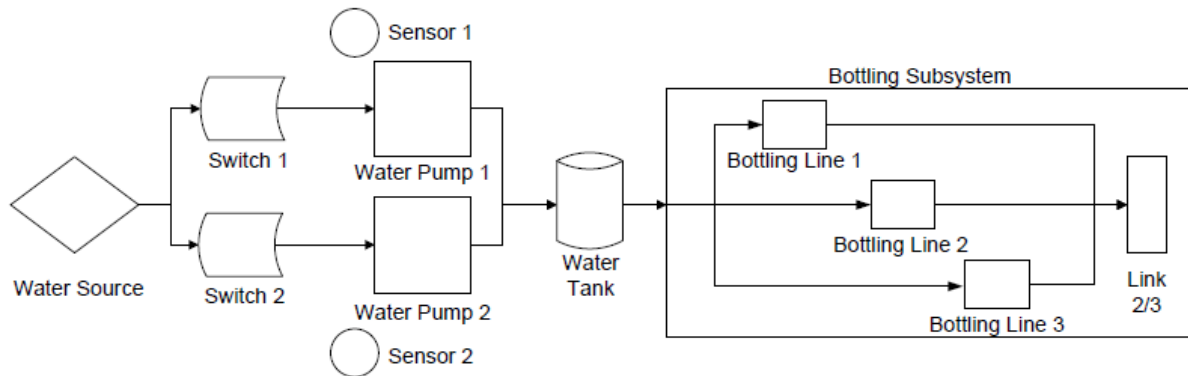 Sensor 1
Bottling Subsystem
Switch 1
Water Pump 1
Bottling Line 1
Water Source
Switch 2
Water Pump 2
Water
Tank
Bottling Line 2
Bottling Line 3
Link
2/3
Sensor 2